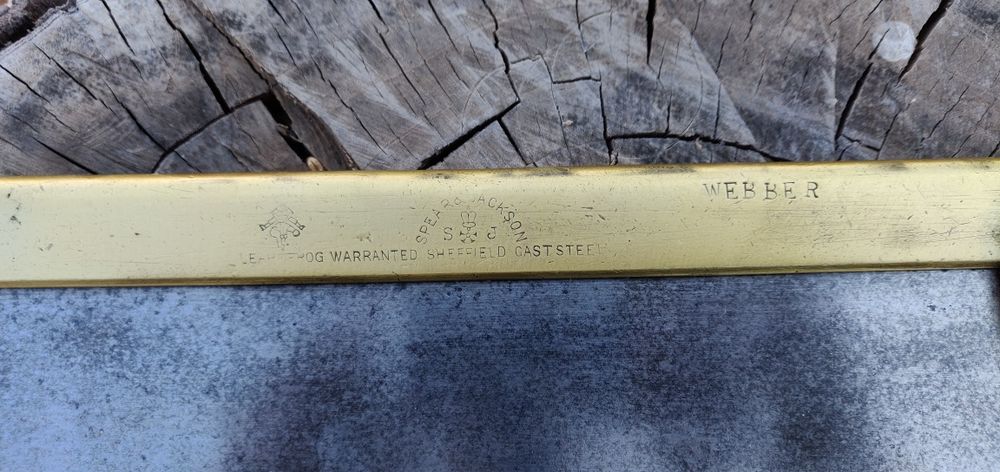 SPEAR & JACKSON
S J
WARRANTED SHEFFIELD CAST STEEL
WEBBER